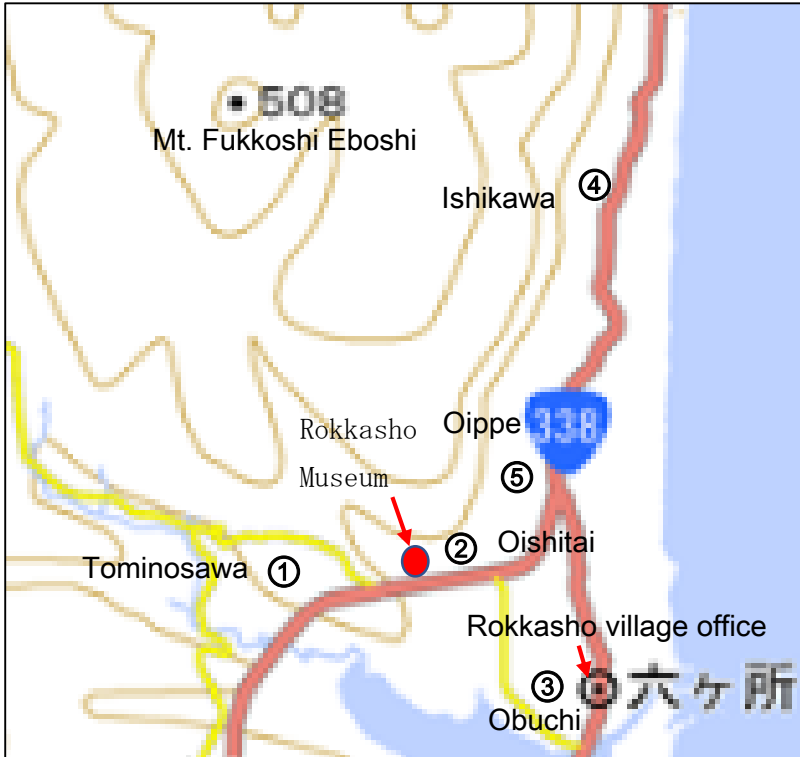 508
Mt. Fukkoshi Eboshi
Ishikawa ④
Rokkasho
Museum
Oippe 338
⑤
② Oishitai
Tominosawa ①
Rokkasho village office
③ 六ヶ所
Obuchi